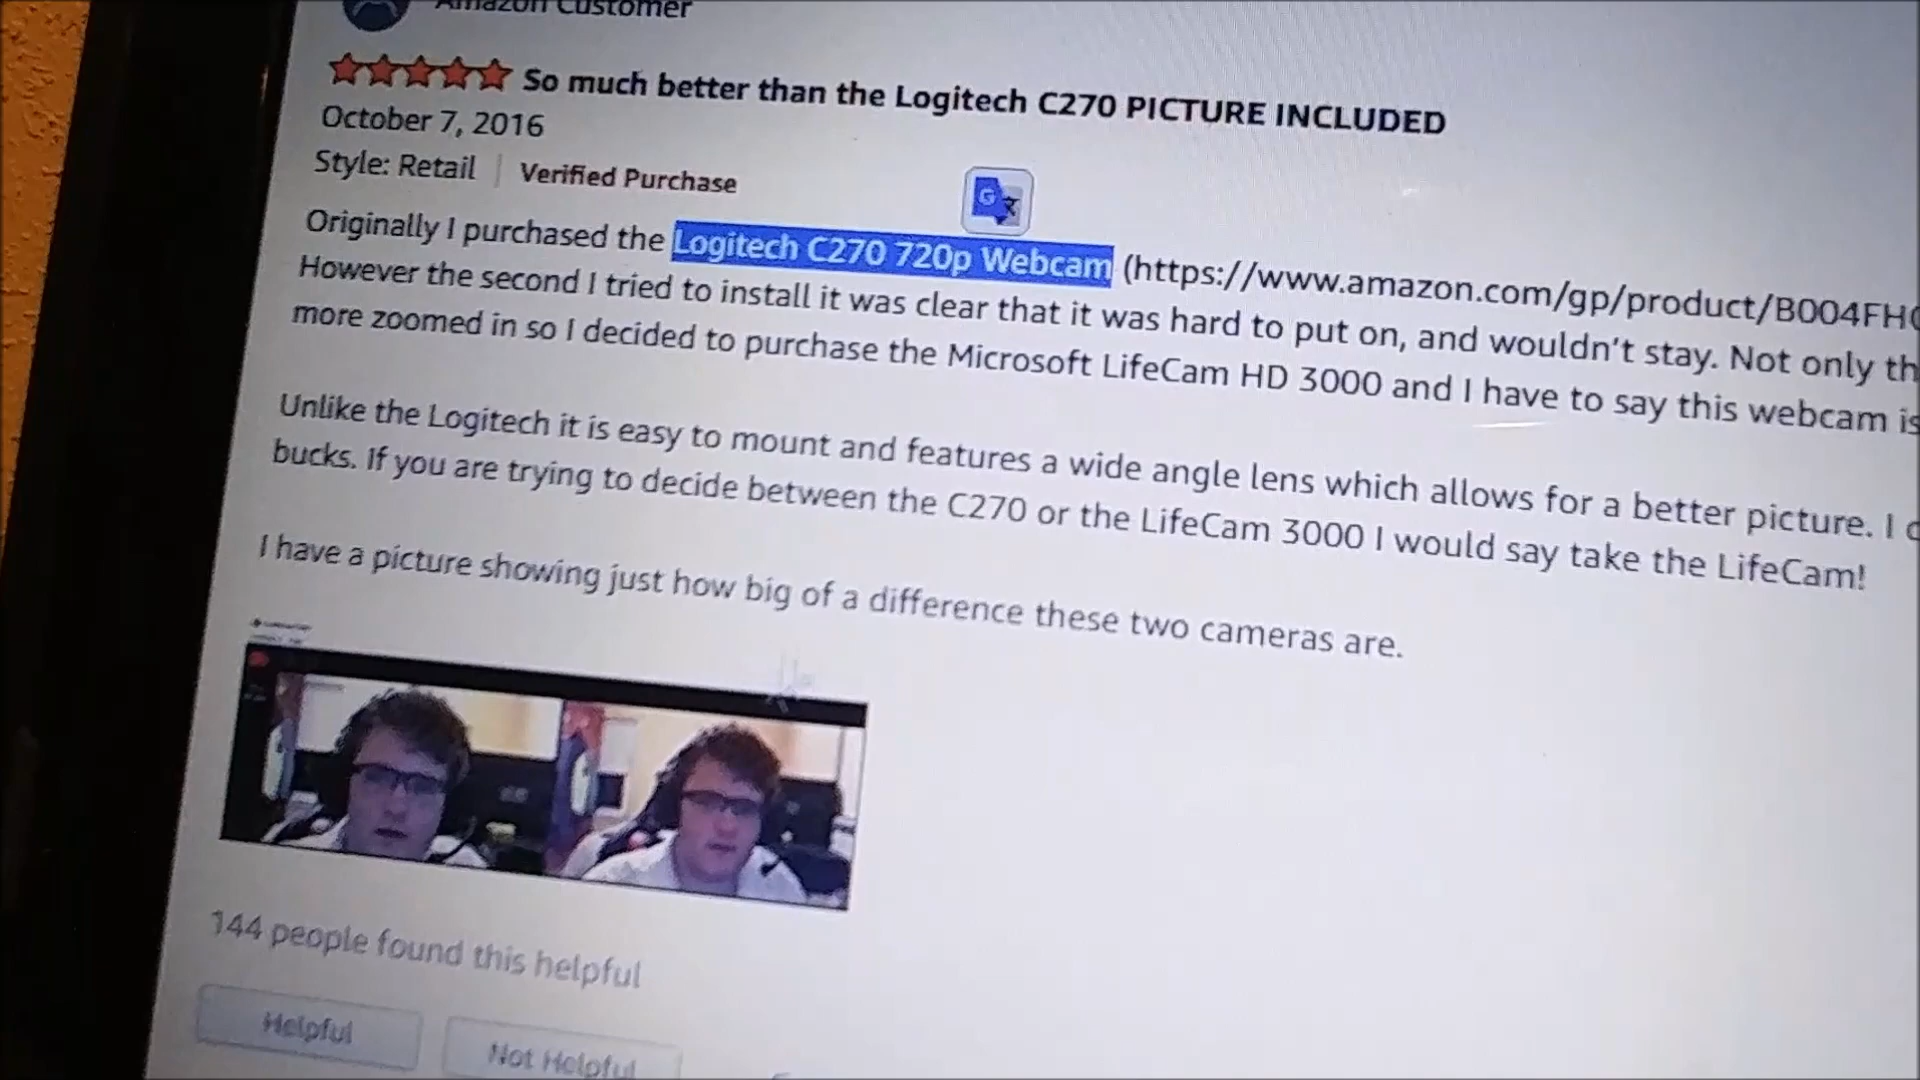 Amazon Customer
So much better than the Logitech C270 PICTURE INCLUDED
October 7, 2016
Style: Retail | Verified Purchase
Originally I purchased the Logitech C270 720p Webcam (https://www.amazon.com/gp/product/B004FH
However the second I tried to install it was clear that it was hard to put on, and wouldn't stay. Not only th
more zoomed in so I decided to purchase the Microsoft LifeCam HD 3000 and I have to say this webcam is
Unlike the Logitech it is easy to mount and features a wide angle lens which allows for a better picture. I
bucks. If you are trying to decide between the C270 or the LifeCam 3000 I would say take the LifeCam!
I have a picture showing just how big of a difference these two cameras are.
144 people found this helpful
Helpful
Not Helpful